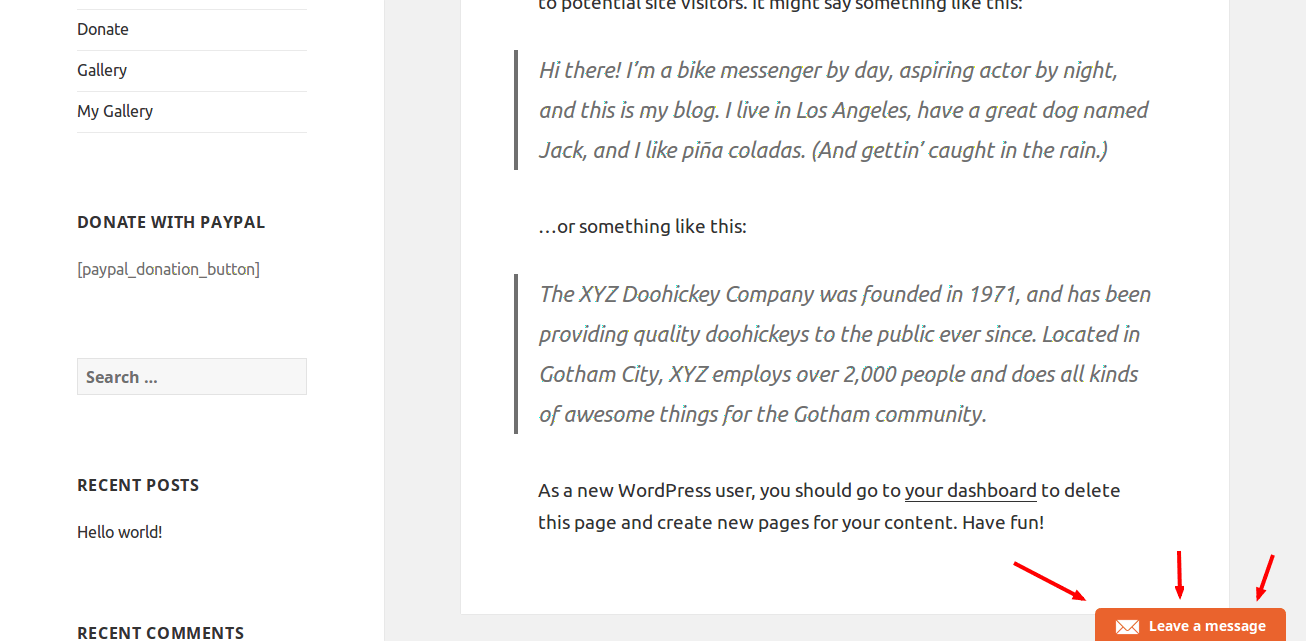 Donate
Gallery
My Gallery
DONATE WITH PAYPAL
[paypal_donation_button]
Search ...
RECENT POSTS
Hello world!
RECENT COMMENTS
to potential site visitors. It might say something like this:
Hi there! I’m a bike messenger by day, aspiring actor by night,
and this is my blog. I live in Los Angeles, have a great dog named
Jack, and I like piña coladas. (And gettin’ caught in the rain.)
…or something like this:
The XYZ Doohickey Company was founded in 1971, and has been
providing quality doohickeys to the public ever since. Located in
Gotham City, XYZ employs over 2,000 people and does all kinds
of awesome things for the Gotham community.
As a new WordPress user, you should go to your dashboard to delete
this page and create new pages for your content. Have fun!
Leave a message